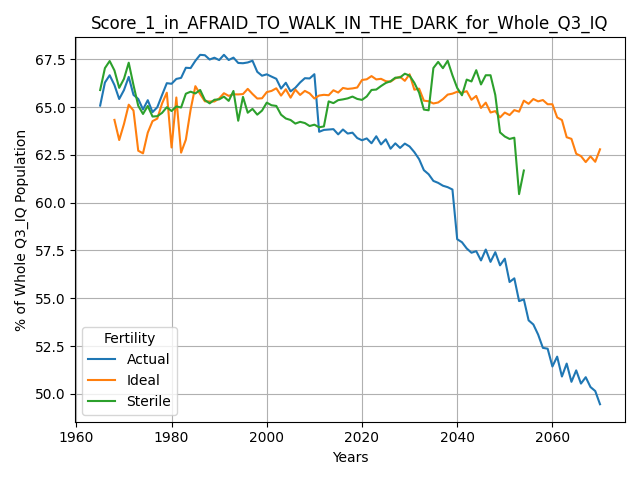 Score_1_in_AFRAID_TO_WALK_IN_THE_DARK_for_Whole_Q3_IQ
% of Whole Q3_IQ Population
67.5
65.0
62.5
60.0
57.5
55.0
52.5
50.0
Fertility
Actual
Ideal
Sterile
1960 1980 2000 2020 2040 2060
Years